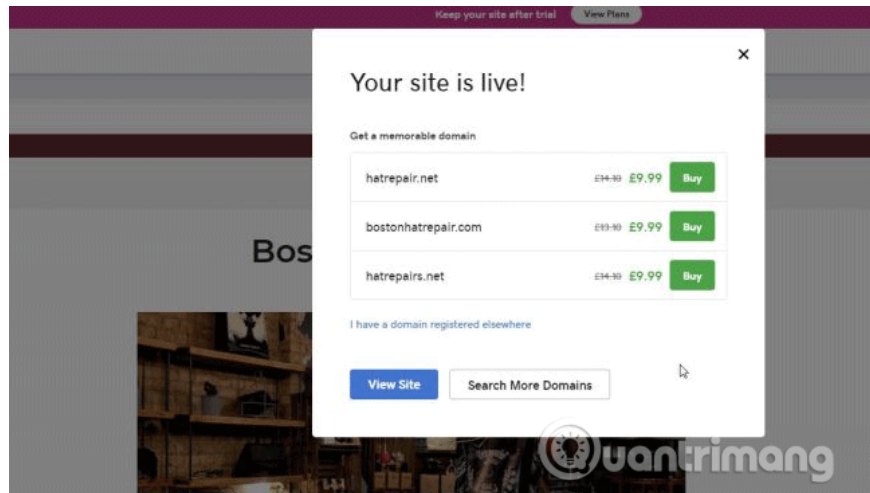 Keep your site after trial View Plans
Your site is live!
Get a memorable domain
hatrepair.net £14.10 £9.99 Buy
bostonhatrepair.com £13.10 £9.99 Buy
hatrepairs.net £14.10 £9.99 Buy
Bos
I have a domain registered elsewhere
View Site Search More Domains
Quantrimang